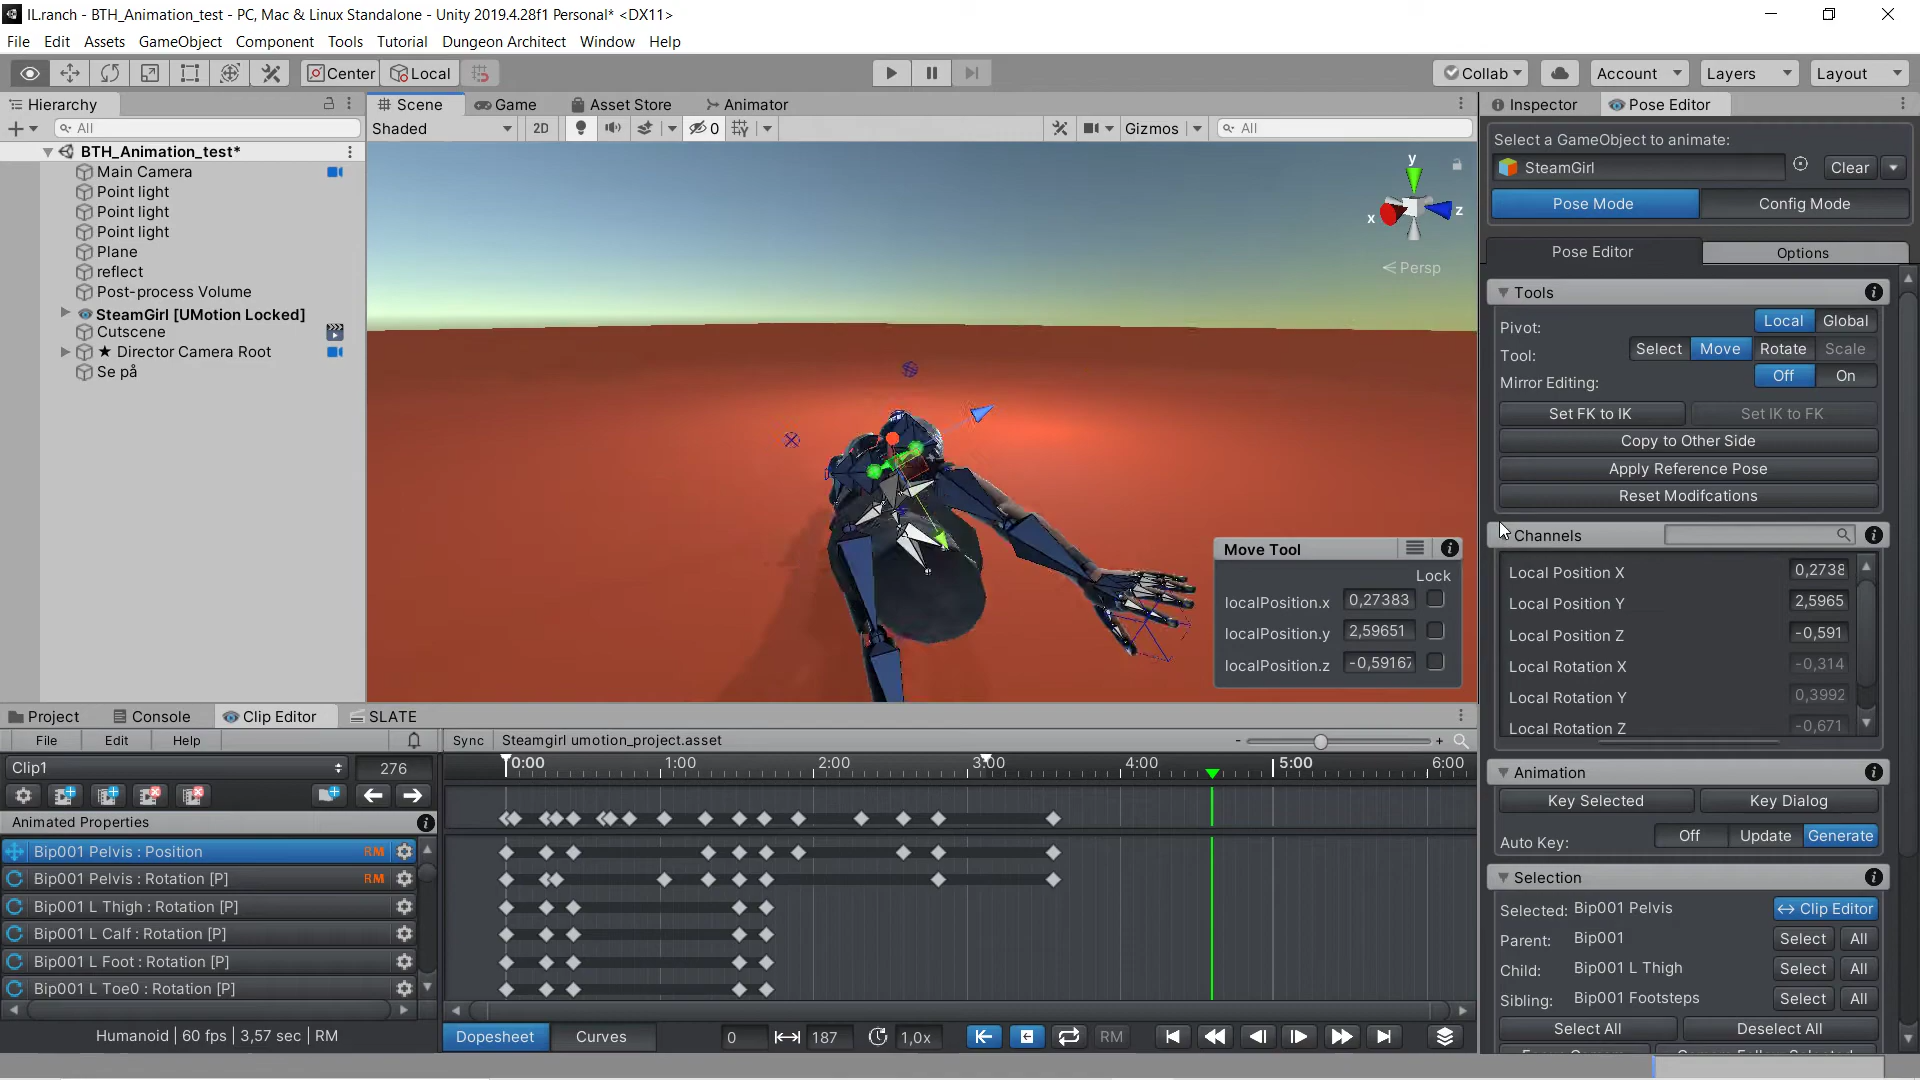 IL.ranch - BTH_Animation_test - PC, Mac & Linux Standalone - Unity 2019.4.28f1 Personal* <DX11>
File Edit Assets GameObject Component Tools Tutorial Dungeon Architect Window Help
Center Local Collab Account Layers Layout
Hierarchy
All
BTH_Animation_test*
Main Camera
Point light
Point light
Point light
Plane
reflect
Post-process Volume
SteamGirl [UMotion Locked]
Cutscene
★ Director Camera Root
Se på
Scene Game Asset Store Animator
Shaded 2D 0 Gizmos All
y
x z
Persp
Move Tool
Lock
localPosition.x 0,27383
localPosition.y 2,59651
localPosition.z -0,59167
Inspector Pose Editor
Select a GameObject to animate:
SteamGirl Clear
Pose Mode Config Mode
Pose Editor Options
Tools
Pivot: Local Global
Tool: Select Move Rotate Scale
Mirror Editing: Off On
Set FK to IK Set IK to FK
Copy to Other Side
Apply Reference Pose
Reset Modifcations
Channels
Local Position X 0,2738
Local Position Y 2,5965
Local Position Z -0,591
Local Rotation X -0,314
Local Rotation Y 0,3992
Local Rotation Z -0,671
Animation
Key Selected Key Dialog
Auto Key: Off Update Generate
Selection
Selected: Bip001 Pelvis Clip Editor
Parent: Bip001 Select All
Child: Bip001 L Thigh Select All
Sibling: Bip001 Footsteps Select All
Select All Deselect All
Project Console Clip Editor SLATE
File Edit Help Sync Steamgirl umotion_project.asset - +
Clip1 276
0:00 1:00 2:00 3:00 4:00 5:00 6:00
Animated Properties
Bip001 Pelvis : Position RM
Bip001 Pelvis : Rotation [P] RM
Bip001 L Thigh : Rotation [P]
Bip001 L Calf : Rotation [P]
Bip001 L Foot : Rotation [P]
Bip001 L Toe0 : Rotation [P]
Humanoid | 60 fps | 3,57 sec | RM
Dopesheet Curves 0 187 1,0x RM